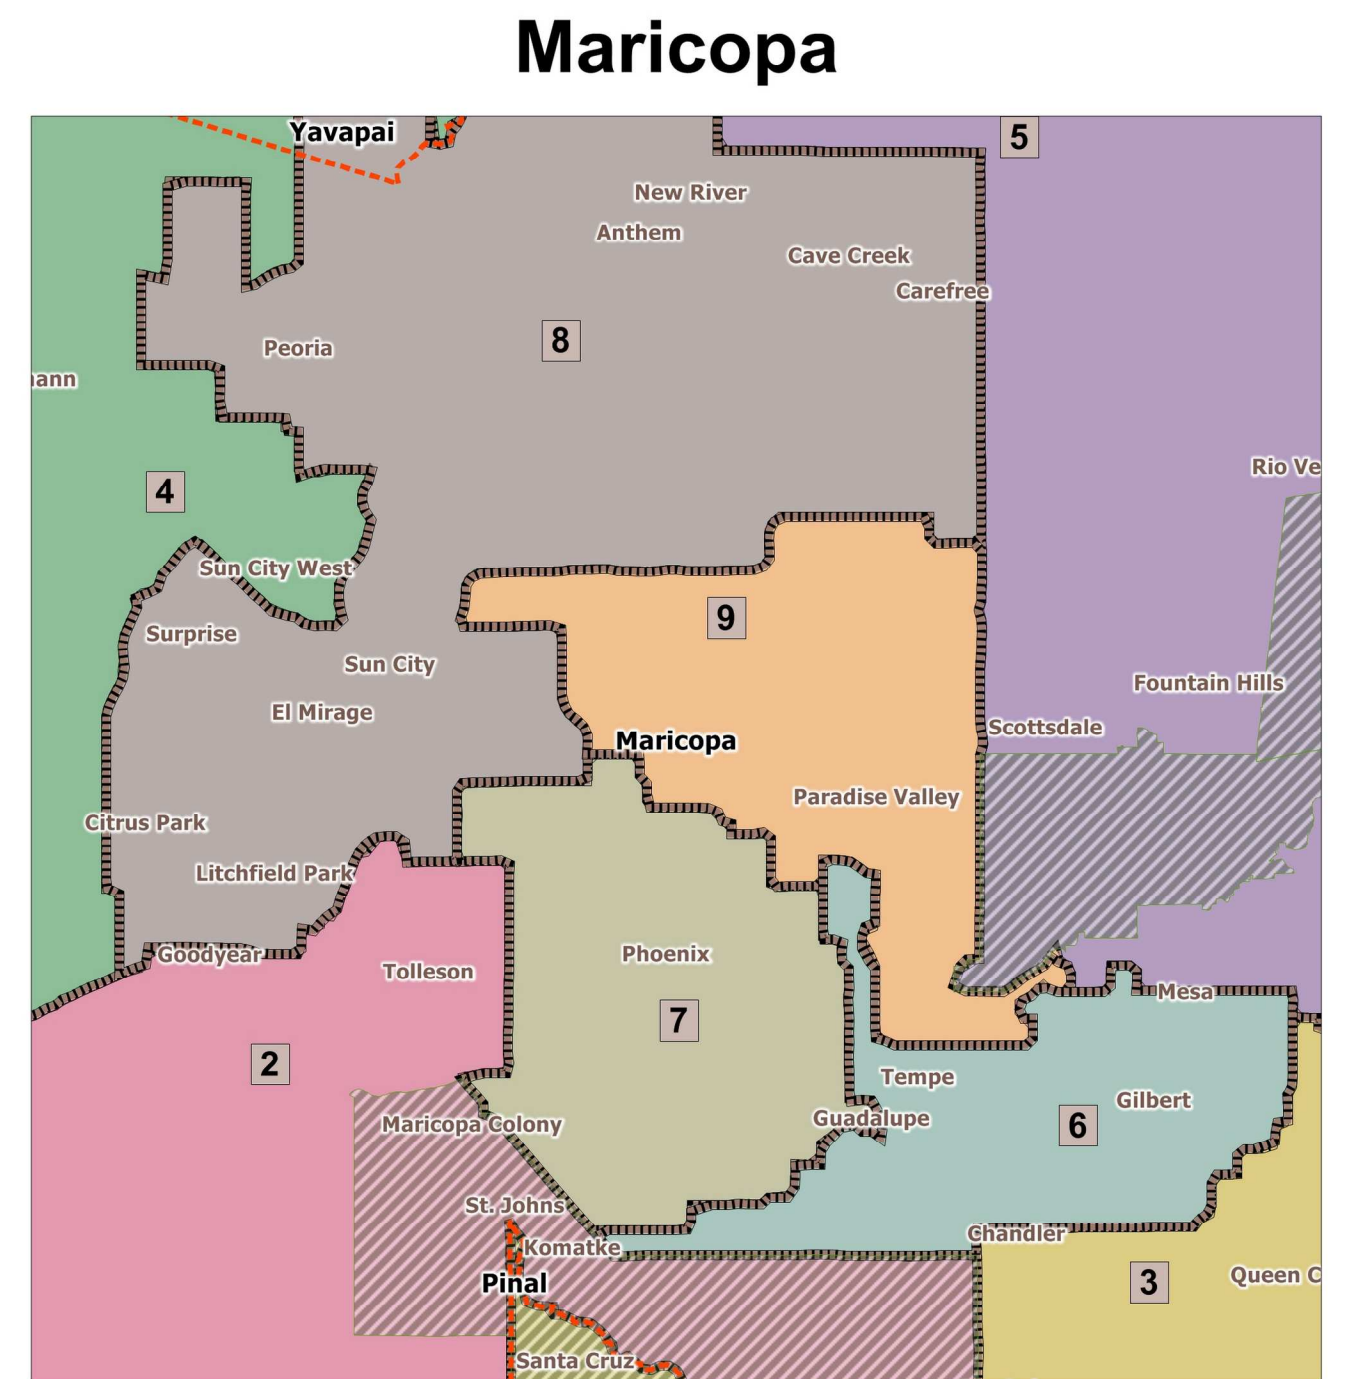 Maricopa
Yavapai
5
New River
Anthem
Cave Creek
Carefree
8
Peoria
Rio Ve
4
Sun City West
9
Surprise
Sun City
Fountain Hills
El Mirage
Scottsdale
Maricopa
Paradise Valley
Citrus Park
Litchfield Park
Goodyear
Phoenix
Tolleson
Mesa
7
2
Tempe
Gilbert
Maricopa Colony
Guadalupe
6
St. Johns
Chandler
Komatke
Pinal
3
Queen C
Santa Cruz